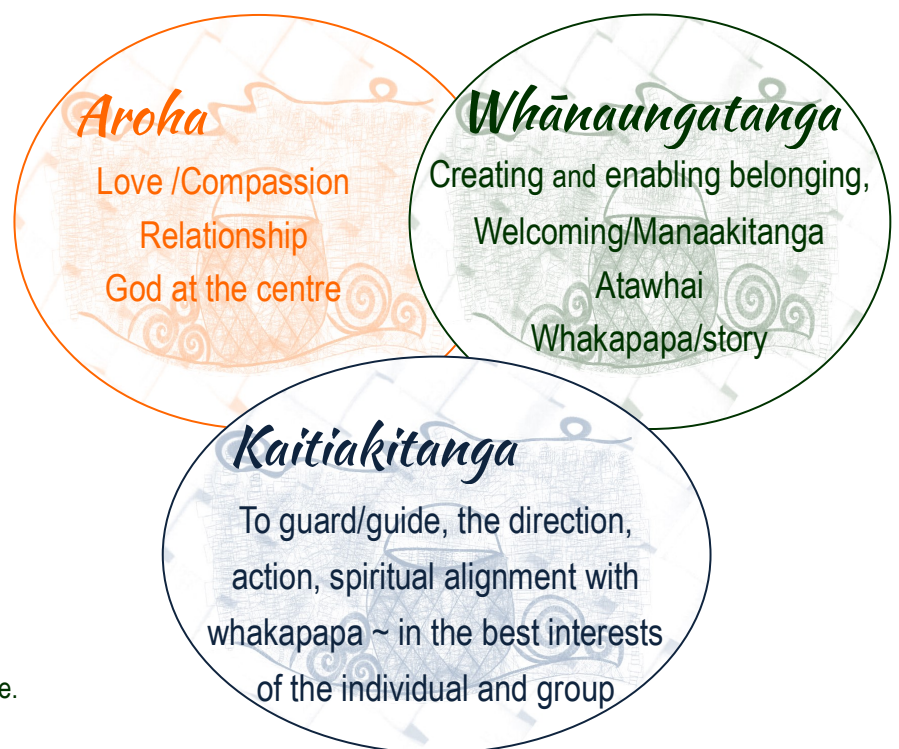 Aroha
Love /Compassion
Relationship
God at the centre
Whānaungatanga
Creating and enabling belonging,
Welcoming/Manaakitanga
Atawhai
Whakapapa/story
Kaitiakitanga
To guard/guide, the direction,
action, spiritual alignment with
whakapapa ~ in the best interests
of the individual and group
e.